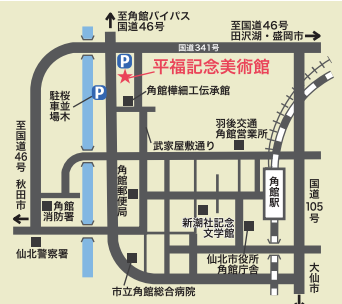 至角館バイパス
国道46号
至国道46号
田沢湖・盛岡市
国道341号
P
平福記念美術館
P
桜並木
駐車場
角館樺細工伝承館
羽後交通
角館営業所
武家屋敷通り
至国道46号 秋田市
角館郵便局
角館駅
国道105号
角館
消防署
新潮社記念
文学館
仙北警察署
仙北市役所
角館庁舎
大仙市
市立角館総合病院